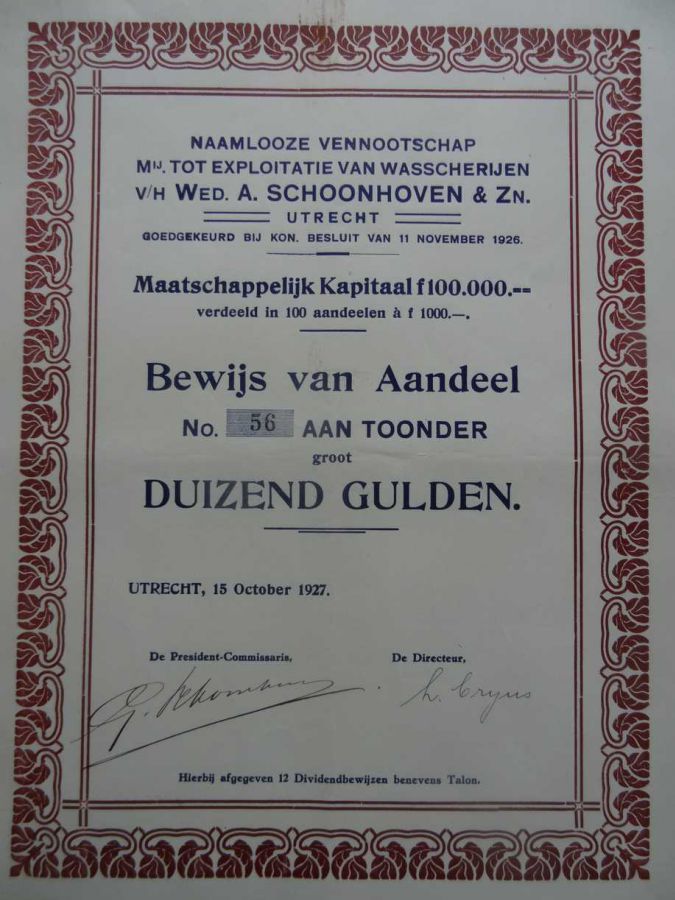 NAAMLOOZE VENNOOTSCHAP
MIJ. TOT EXPLOITATIE VAN WASSCHERIJEN
V/H WED. A. SCHOONHOVEN & ZN.
UTRECHT
GOEDGEKEURD BIJ KON. BESLUIT VAN 11 NOVEMBER 1926.
Maatschappelijk Kapitaal f 100.000.--
verdeeld in 100 aandeelen à f 1000.—.
Bewijs van Aandeel
No. 56 AAN TOONDER
groot
DUIZEND GULDEN.
UTRECHT, 15 October 1927.
De President-Commissaris, De Directeur,
Hierbij afgegeven 12 Dividendbewijzen benevens Talon.